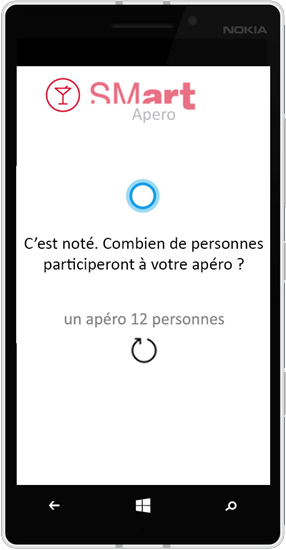 NOKIA
SMart
Apero
C'est noté. Combien de personnes
participeront à votre apéro ?
un apéro 12 personnes